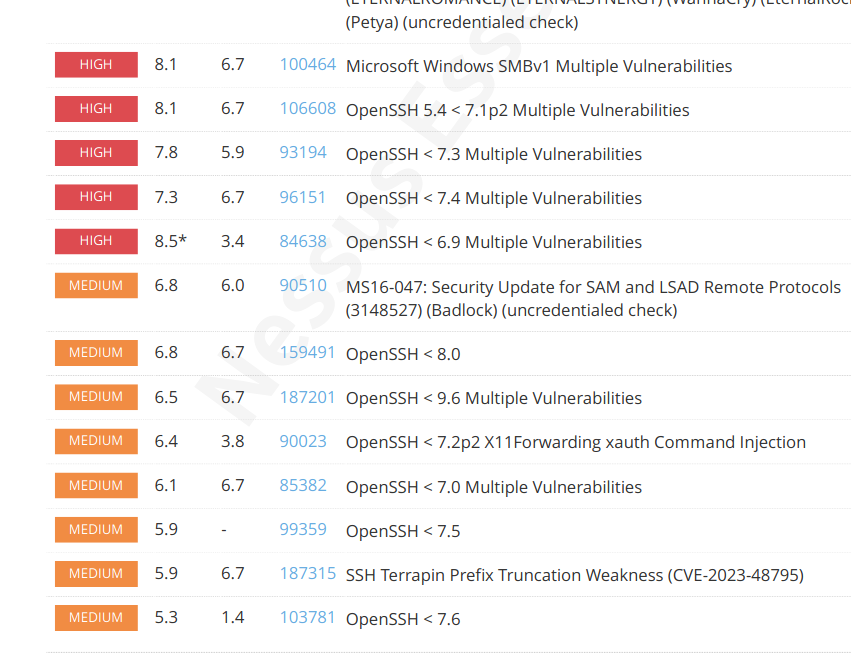 (ETERNALROMANCE) (ETERNALSYNERGY) (WannaCry)
(Petya) (uncredentialed check)
HIGH 8.1 6.7 100464 Microsoft Windows SMBv1 Multiple Vulnerabilities
HIGH 8.1 6.7 106608 OpenSSH 5.4 < 7.1p2 Multiple Vulnerabilities
HIGH 7.8 5.9 93194 OpenSSH < 7.3 Multiple Vulnerabilities
HIGH 7.3 6.7 96151 OpenSSH < 7.4 Multiple Vulnerabilities
HIGH 8.5* 3.4 84638 OpenSSH < 6.9 Multiple Vulnerabilities
MEDIUM 6.8 6.0 90510 MS16-047: Security Update for SAM and LSAD Remote Protocols
(3148527) (Badlock) (uncredentialed check)
MEDIUM 6.8 6.7 159491 OpenSSH < 8.0
MEDIUM 6.5 6.7 187201 OpenSSH < 9.6 Multiple Vulnerabilities
MEDIUM 6.4 3.8 90023 OpenSSH < 7.2p2 X11Forwarding xauth Command Injection
MEDIUM 6.1 6.7 85382 OpenSSH < 7.0 Multiple Vulnerabilities
MEDIUM 5.9 - 99359 OpenSSH < 7.5
MEDIUM 5.9 6.7 187315 SSH Terrapin Prefix Truncation Weakness (CVE-2023-48795)
MEDIUM 5.3 1.4 103781 OpenSSH < 7.6
Nessus Ess